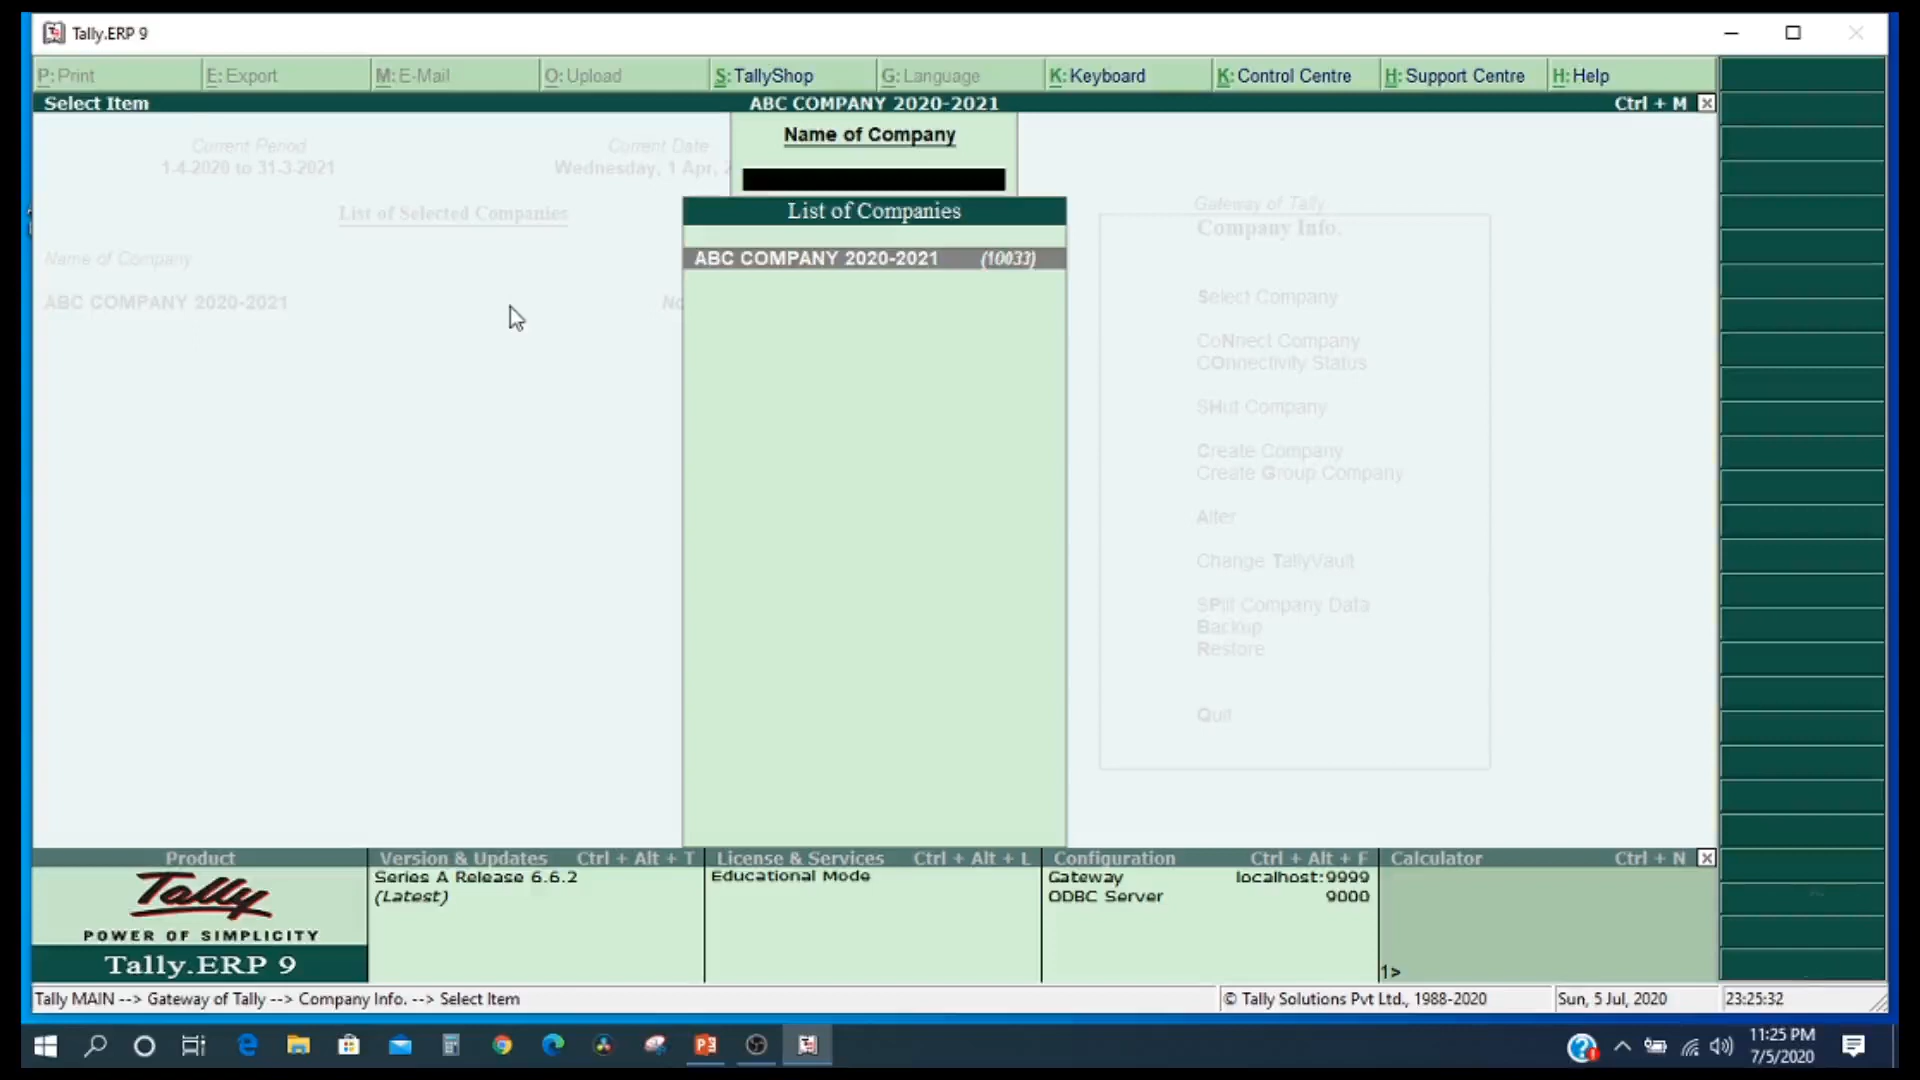 Tally.ERP 9
P: Print E: Export M: E-Mail O: Upload S: TallyShop G: Language K: Keyboard K: Control Centre H: Support Centre H: Help
Select Item ABC COMPANY 2020-2021 Ctrl + M
Name of Company
Current Period Current Date
1-4-2020 to 31-3-2021 Wednesday, 1 Apr,
List of Selected Companies
Name of Company
ABC COMPANY 2020-2021 No
List of Companies
ABC COMPANY 2020-2021 (10033)
Gateway of Tally
Company Info.
Select Company
CoNnect Company
COnnectivity Status
SHut Company
Create Company
Create Group Company
Alter
Change TallyVault
SPlit Company Data
Backup
Restore
Quit
Product Version & Updates Ctrl + Alt + T License & Services Ctrl + Alt + L Configuration Ctrl + Alt + F Calculator Ctrl + N
Tally
POWER OF SIMPLICITY
Tally.ERP 9
Series A Release 6.6.2
(Latest)
Educational Mode
Gateway localhost:9999
ODBC Server 9000
1>
Tally MAIN --> Gateway of Tally --> Company Info. --> Select Item © Tally Solutions Pvt Ltd., 1988-2020 Sun, 5 Jul, 2020 23:25:32
11:25 PM
7/5/2020